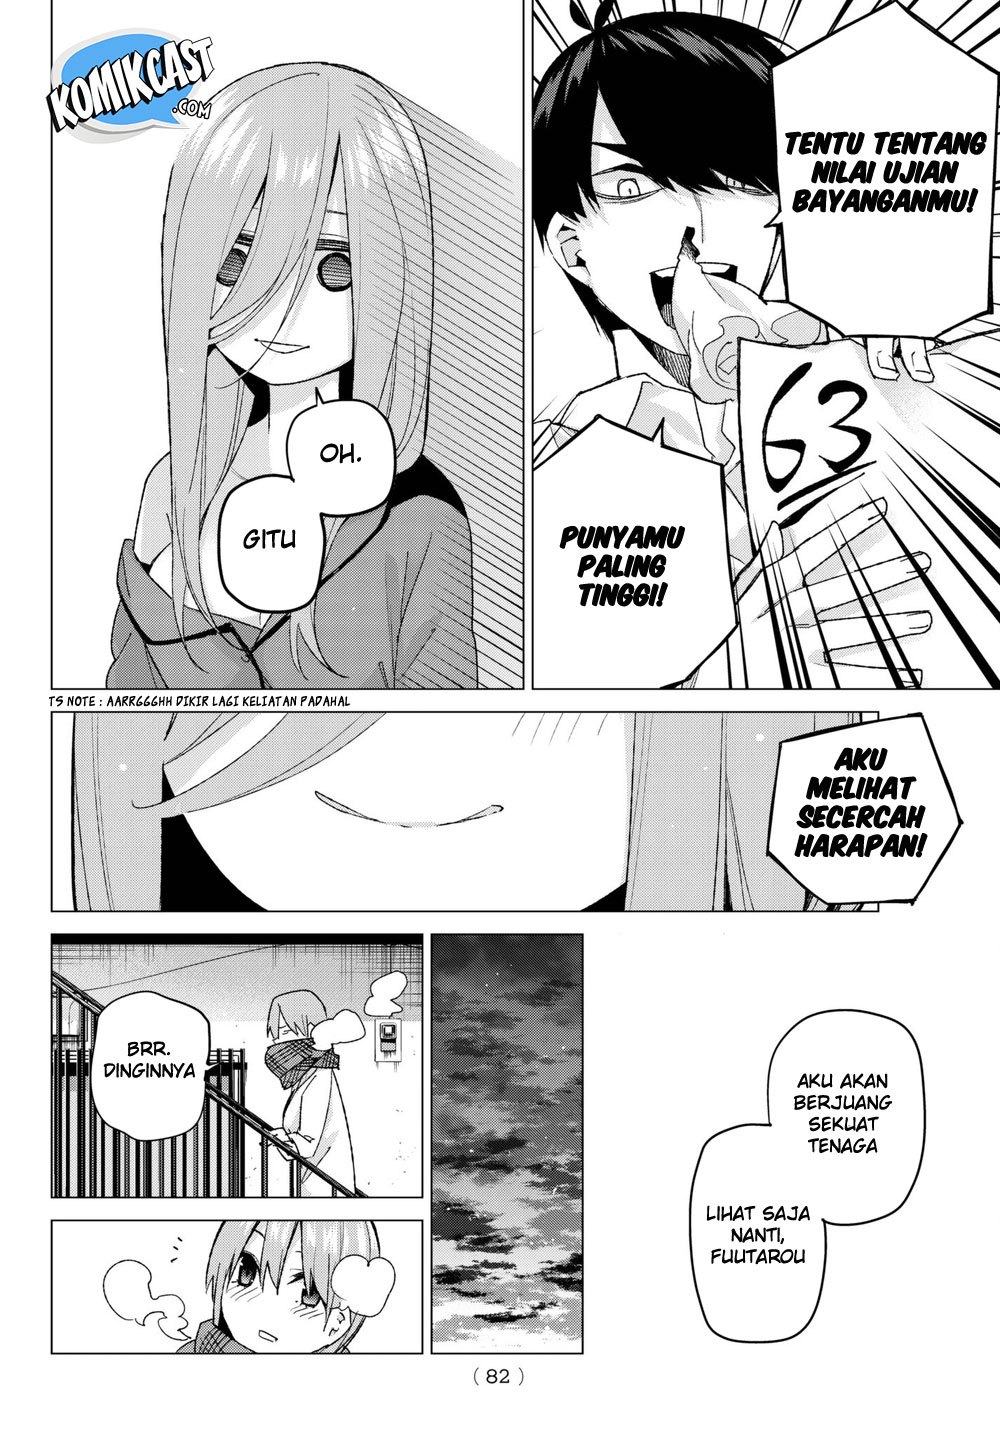 KOMIKCAST
.COM
TENTU TENTANG
NILAI UJIAN
BAYANGANMU!
63
PUNYAMU
PALING
TINGGI!
OH.
GITU
TS NOTE : AARRGGGHH DIKIR LAGI KELIATAN PADAHAL
AKU
MELIHAT
SECERCAH
HARAPAN!
AKU AKAN
BERJUANG
SEKUAT
TENAGA
LIHAT SAJA
NANTI,
FUUTAROU
BRR.
DINGINNYA
( 82 )